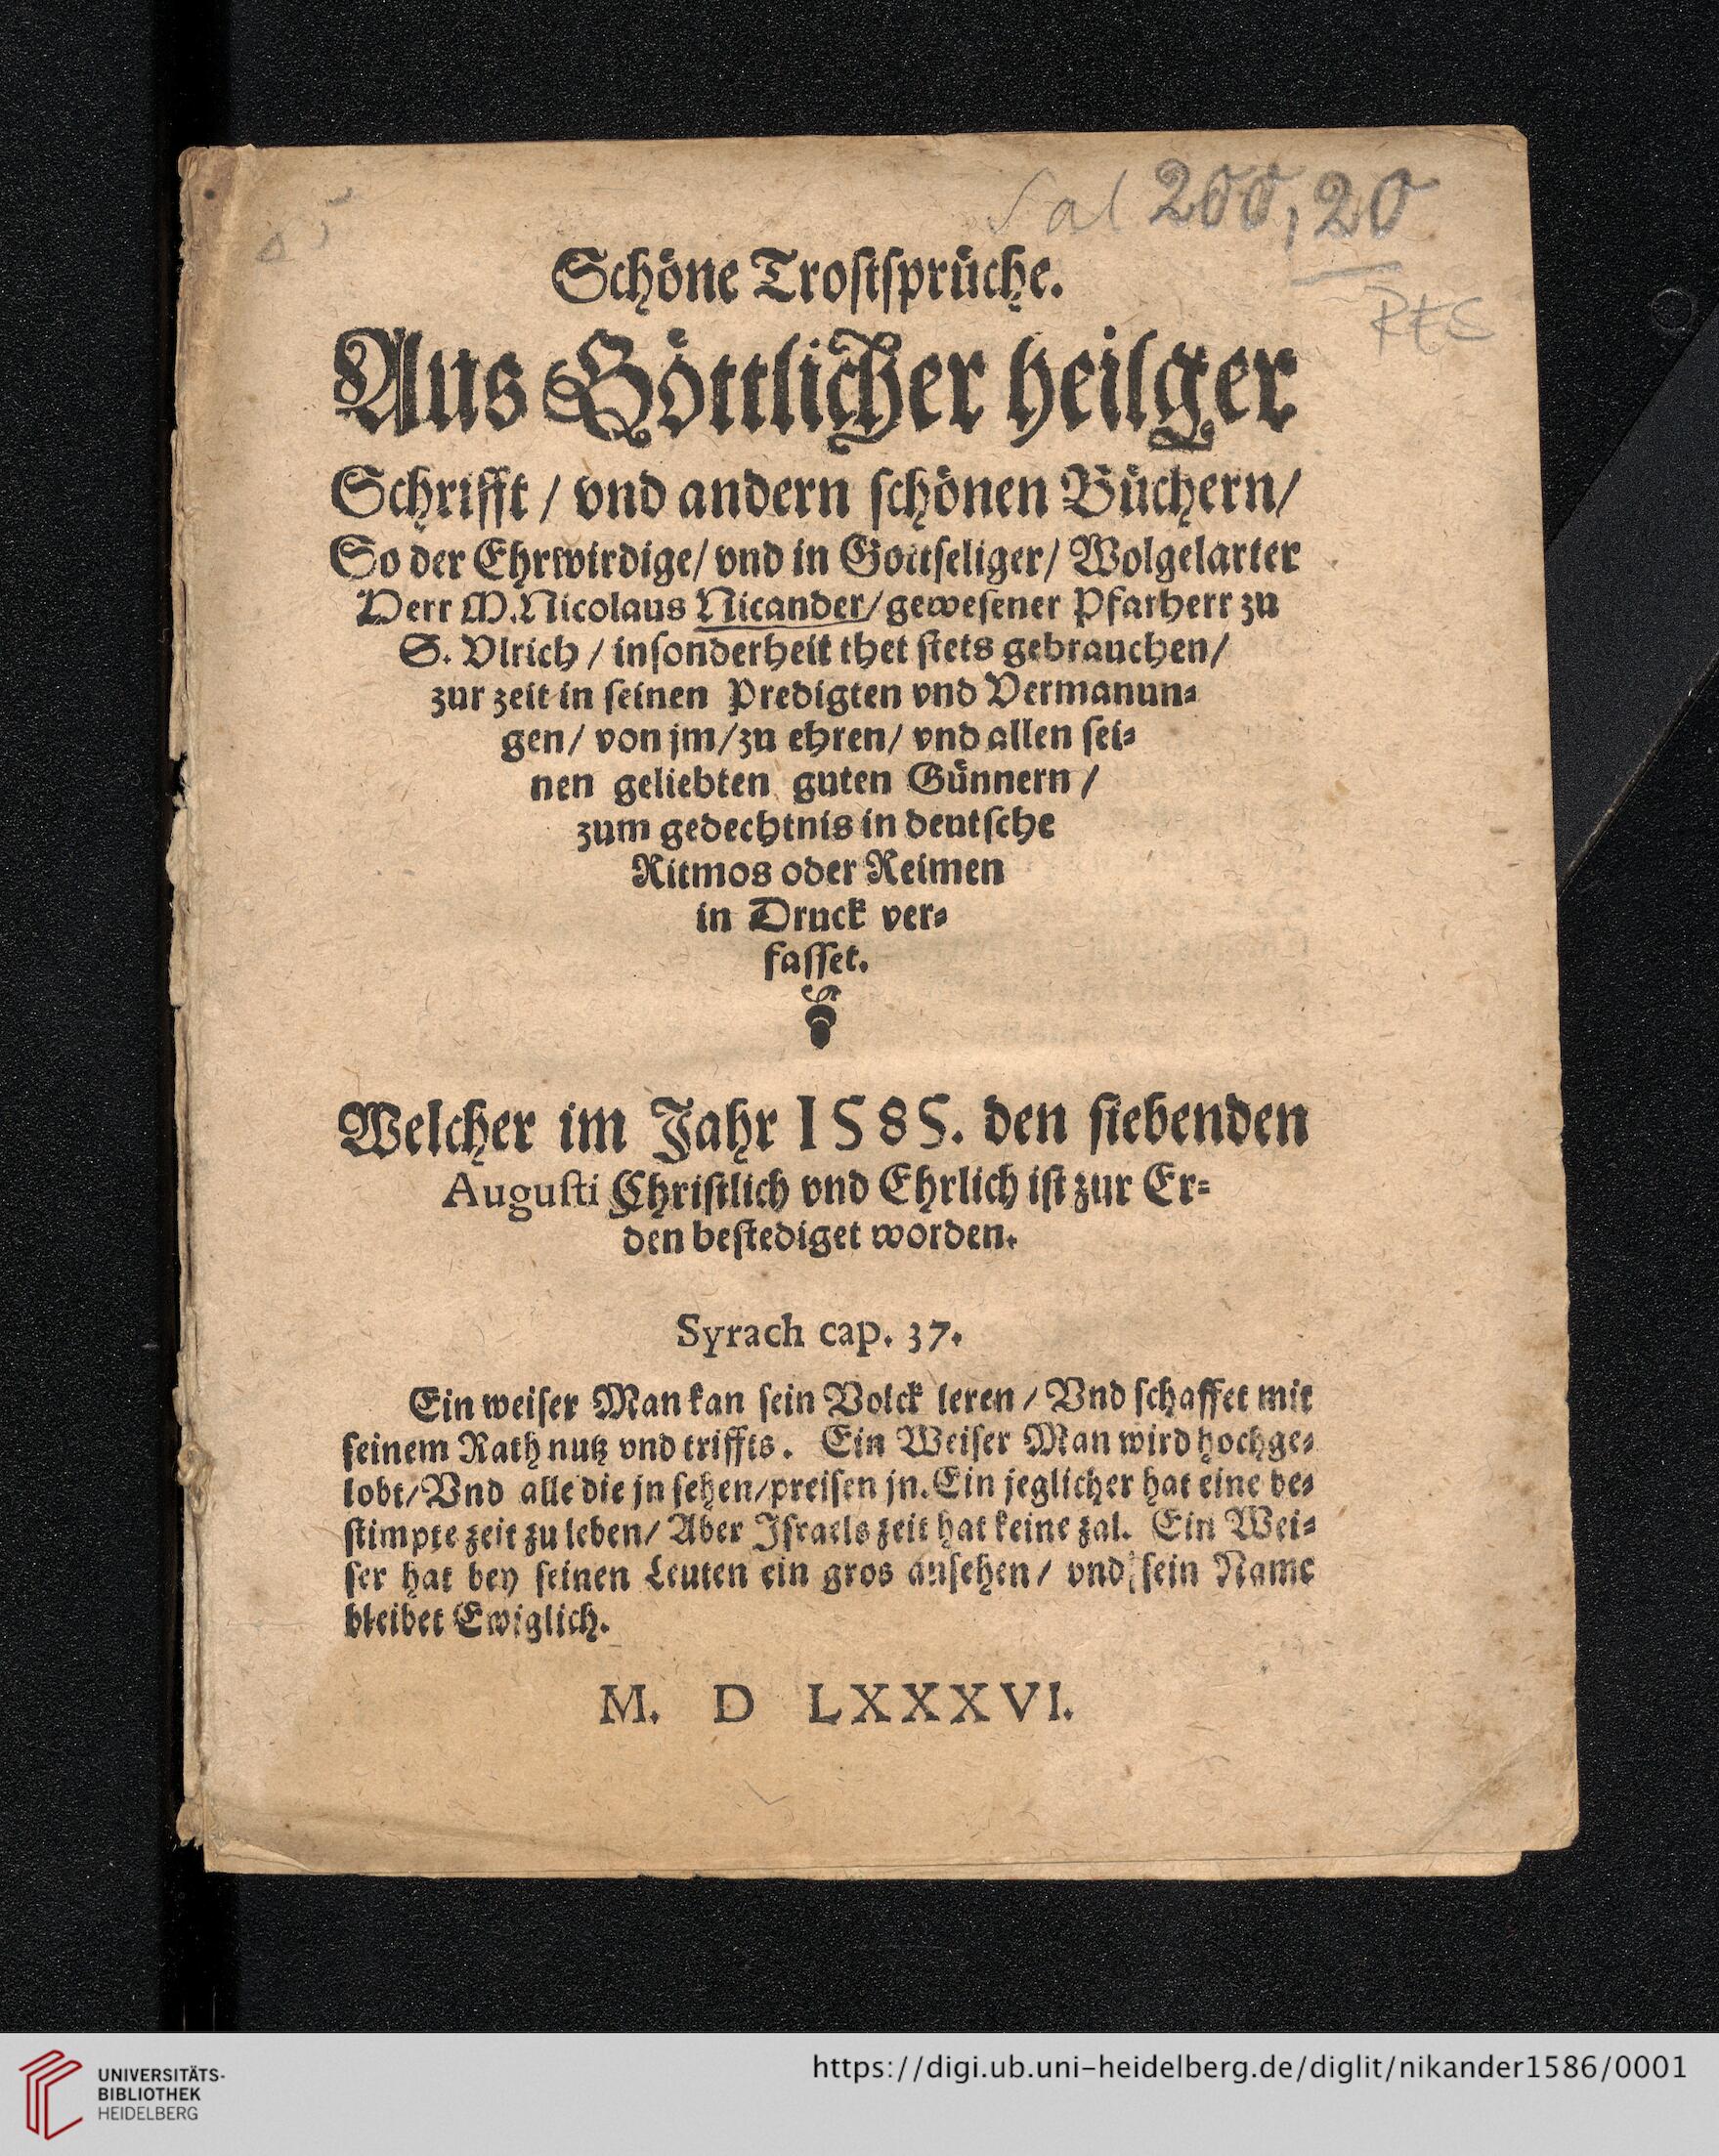 Sal 200,20
RES
Schöne Trostsprüche.
Aus Göttlicher heilger
Schrifft / vnd andern schönen Büchern/
So der Ehrwirdige/ vnd in Gottseliger/ Wolgelarter
Herr M. Nicolaus Nicander/ gewesener Pfarherr zu
S. Vlrich / insonderheit thet stets gebrauchen/
zur zeit in seinen Predigten vnd Vermanun-
gen/ von jm/ zu ehren/ vnd allen sei-
nen geliebten guten Günnern /
zum gedechtnis in deutsche
Ritmos oder Reimen
in Druck ver-
fasset.
Welcher im Jahr 1585. den siebenden
Augusti Christlich vnd Ehrlich ist zur Er-
den bestediget worden.
Syrach cap. 37.
Ein weiser Man kan sein Volck leren / Vnd schaffet mit
seinem Rath nutz vnd triffts. Ein Weiser Man wird hochge-
lobt/ Vnd alle die jn sehen/ preisen jn. Ein jeglicher hat eine be-
stimpte zeit zu leben/ Aber Israels zeit hat keine zal. Ein Wei-
ser hat bey seinen Leuten ein gros ansehen / vnd sein Name
bleibet Ewiglich.
M. D LXXXVI.
UNIVERSITÄTS-
BIBLIOTHEK
HEIDELBERG
https://digi.ub.uni-heidelberg.de/diglit/nikander1586/0001